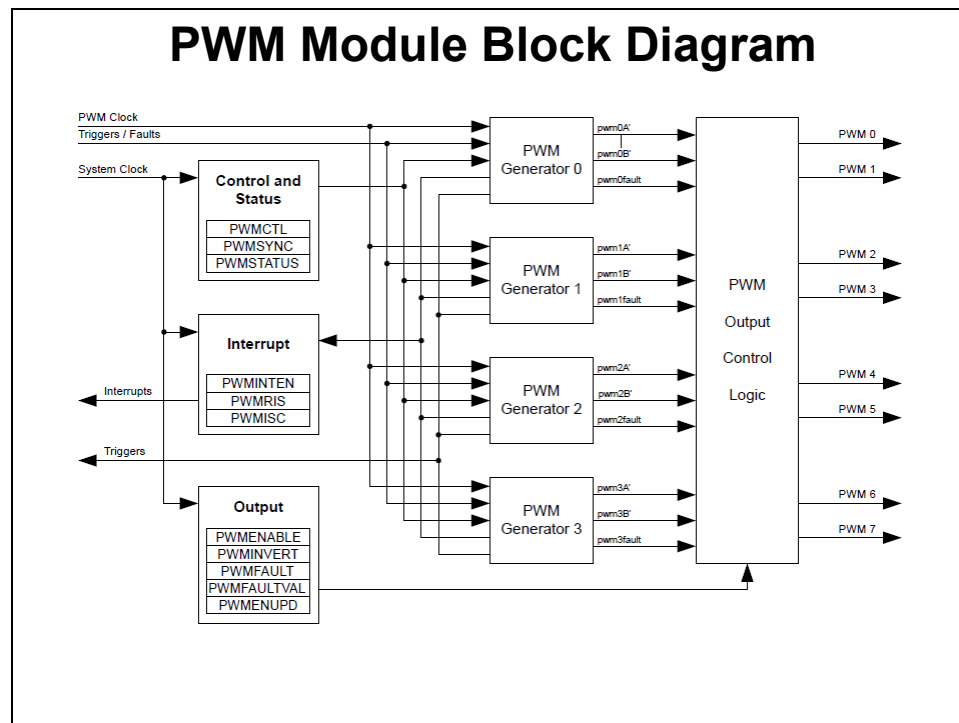 PWM Module Block Diagram
PWM Clock
Triggers / Faults
System Clock
Control and
Status
PWMCTL
PWMSYNC
PWMSTATUS
Interrupt
PWMINTEN
PWMRIS
PWMISC
Interrupts
Triggers
Output
PWMENABLE
PWMINVERT
PWMFAULT
PWMFAULTVAL
PWMENUPD
PWM
Generator 0
pwm0A'
pwm0B'
pwm0fault
PWM
Generator 1
pwm1A'
pwm1B'
pwm1fault
PWM
Generator 2
pwm2A'
pwm2B'
pwm2fault
PWM
Generator 3
pwm3A'
pwm3B'
pwm3fault
PWM
Output
Control
Logic
PWM 0
PWM 1
PWM 2
PWM 3
PWM 4
PWM 5
PWM 6
PWM 7